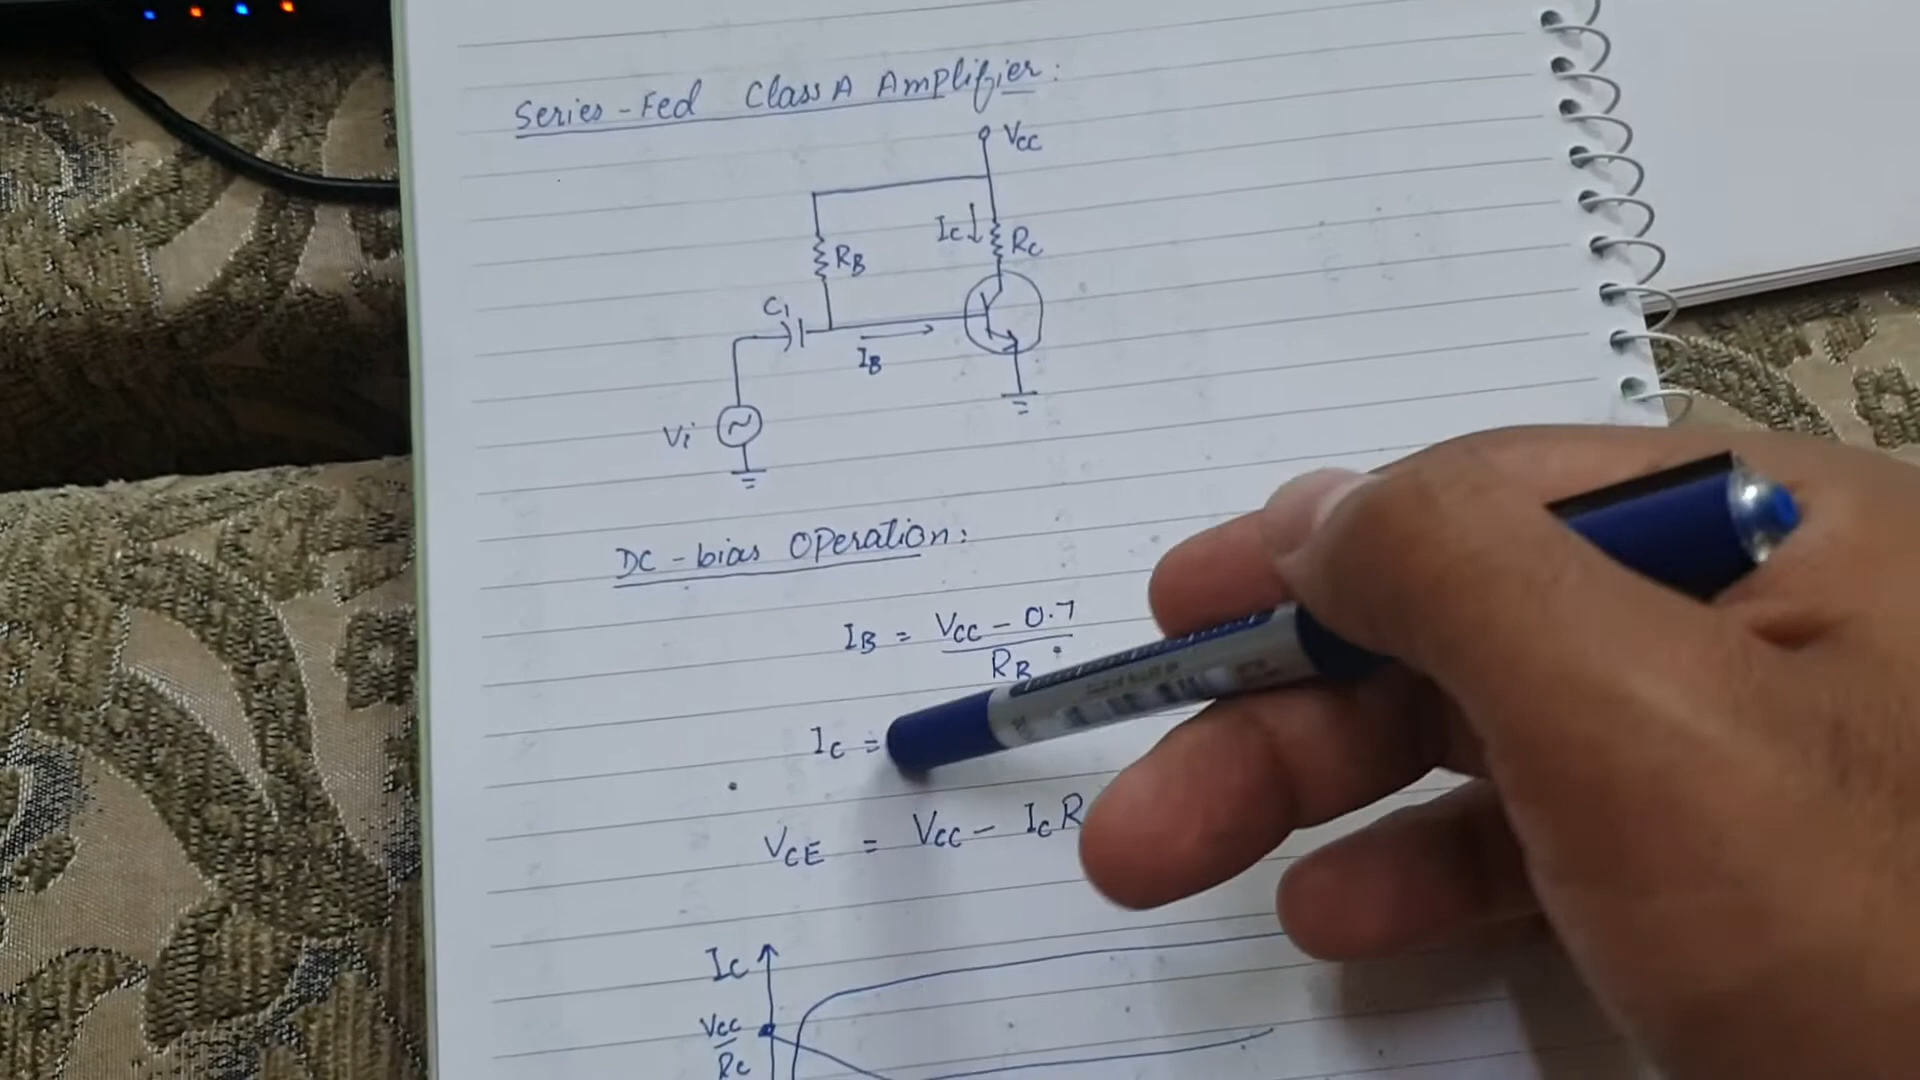 Series-Fed Class A Amplifier:
Vcc
Ic
Rc
RB
C1
IB
Vi
DC-bias Operation:
IB = Vcc - 0.7
RB
Ic =
VCE = Vcc - Ic R
Ic
Vcc
Rc